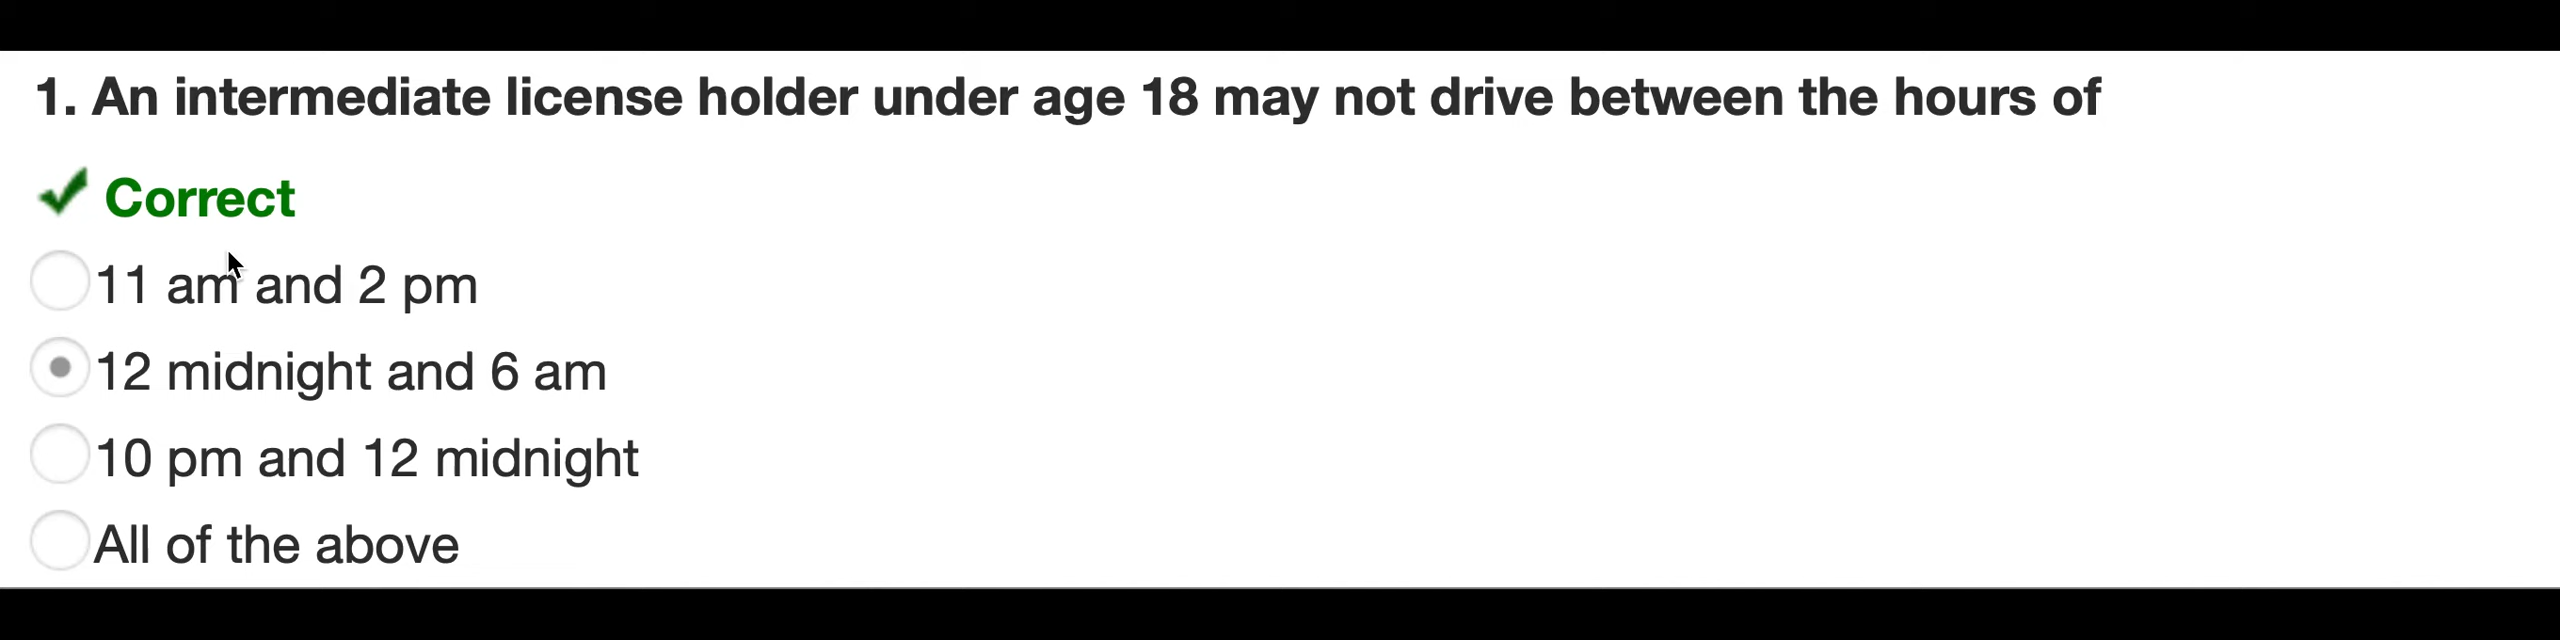 1. An intermediate license holder under age 18 may not drive between the hours of
Correct
11 am and 2 pm
12 midnight and 6 am
10 pm and 12 midnight
All of the above